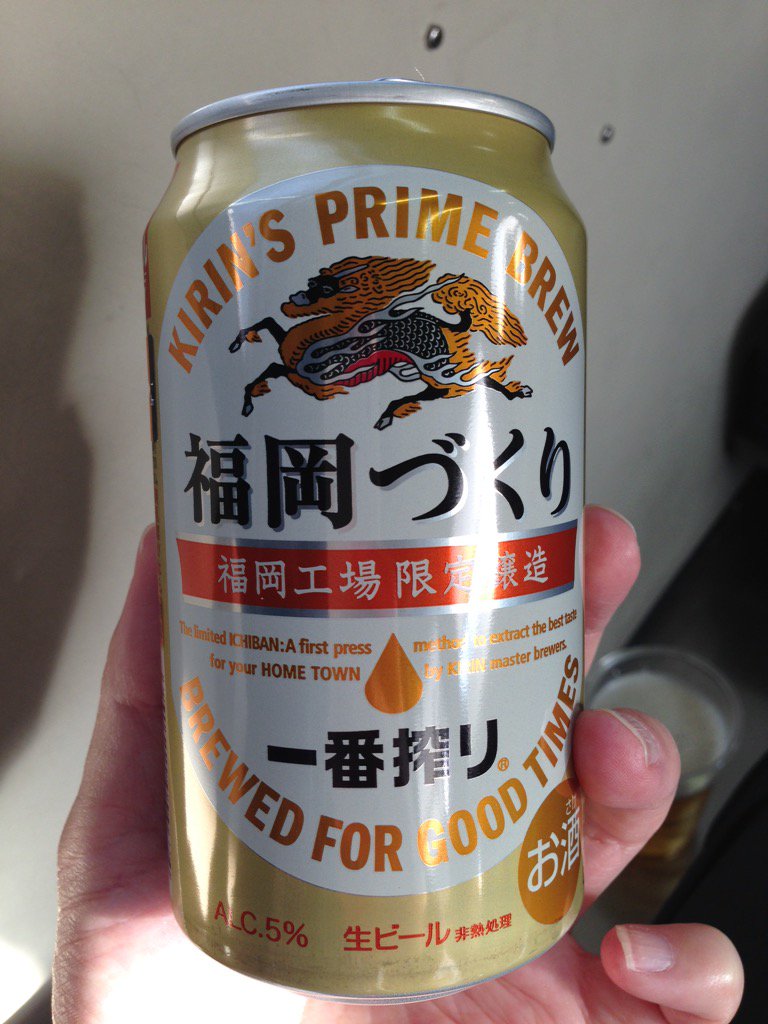 KIRIN'S PRIME BREW
福岡づくり
福岡工場限定醸造
The limited ICHIBAN: A first press method to extract the best taste
for your HOME TOWN by KIRIN master brewers.
一番搾り®
BREWED FOR GOOD TIMES
さけ
お酒
ALC.5% 生ビール 非熱処理